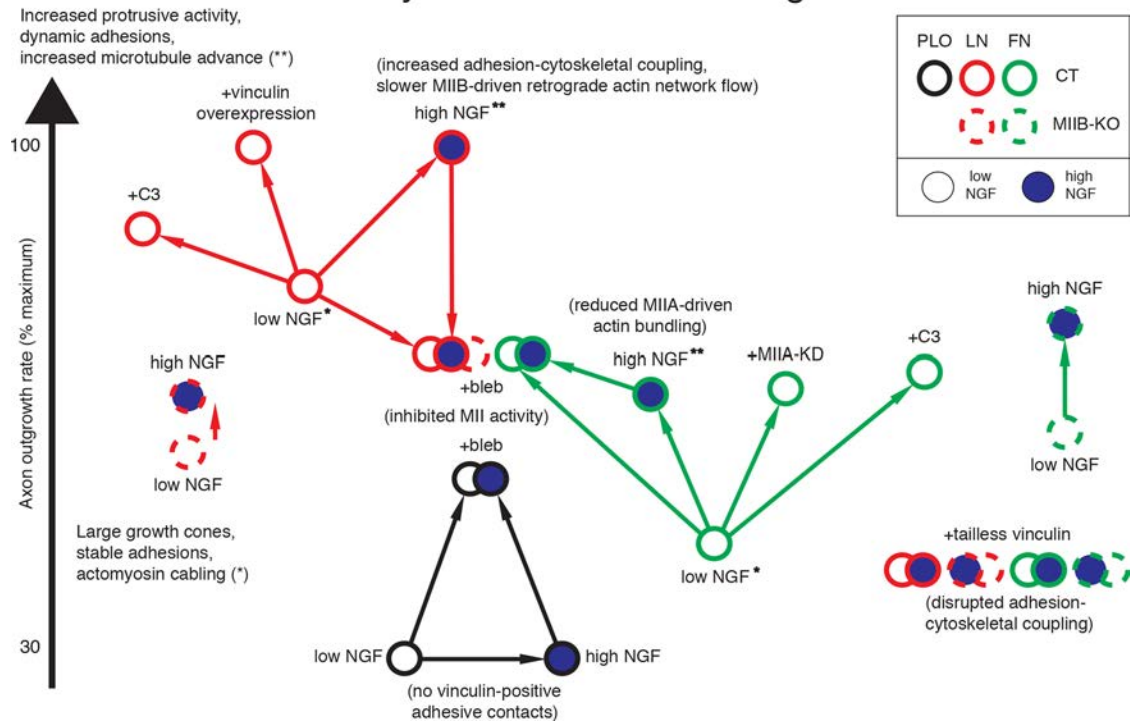 Increased protrusive activity,
dynamic adhesions,
increased microtubule advance (**)
PLO LN FN
CT
MIIB-KO
low
NGF
high
NGF
(increased adhesion-cytoskeletal coupling,
slower MIIB-driven retrograde actin network flow)
high NGF**
+vinculin
overexpression
100
+C3
low NGF*
Axon outgrowth rate (% maximum)
(reduced MIIA-driven
actin bundling)
high NGF**
+MIIA-KD
+C3
high NGF
low NGF
high NGF
low NGF
+bleb
(inhibited MII activity)
+bleb
Large growth cones,
stable adhesions,
actomyosin cabling (*)
low NGF*
+tailless vinculin
(disrupted adhesion-
cytoskeletal coupling)
30
low NGF
high NGF
(no vinculin-positive
adhesive contacts)